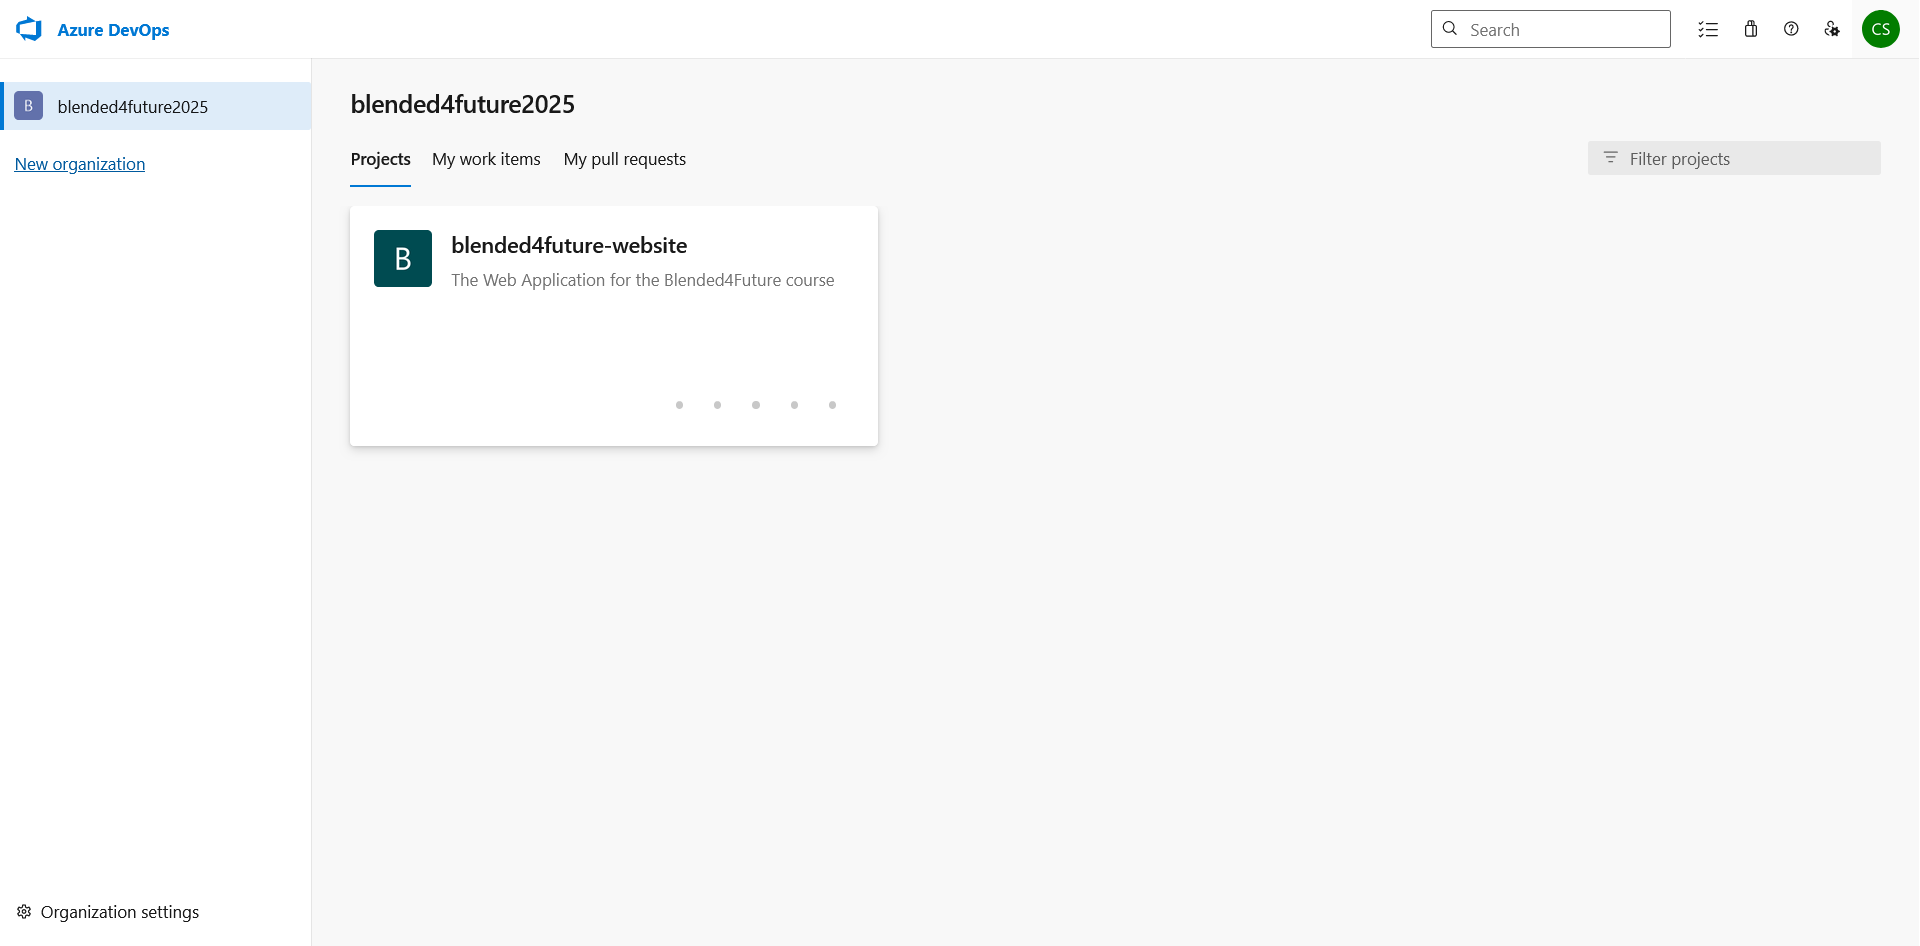 Azure DevOps
Search
CS
B
blended4future2025
New organization
blended4future2025
Projects
My work items
My pull requests
Filter projects
B
blended4future-website
The Web Application for the Blended4Future course
Organization settings